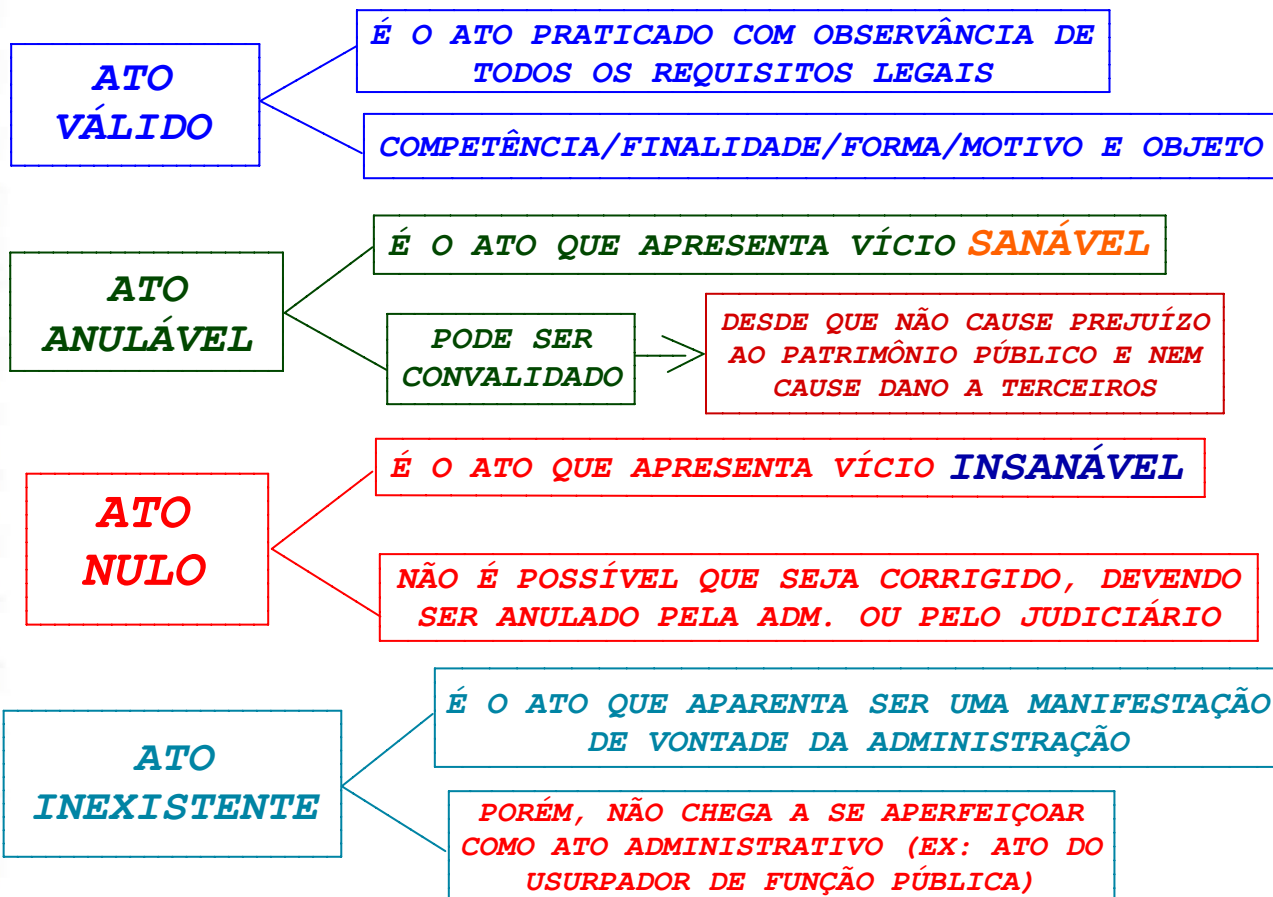 ATO
VÁLIDO
É O ATO PRATICADO COM OBSERVÂNCIA DE
TODOS OS REQUISITOS LEGAIS
COMPETÊNCIA/FINALIDADE/FORMA/MOTIVO E OBJETO
ATO
ANULÁVEL
É O ATO QUE APRESENTA VÍCIO SANÁVEL
PODE SER
CONVALIDADO
DESDE QUE NÃO CAUSE PREJUÍZO
AO PATRIMÔNIO PÚBLICO E NEM
CAUSE DANO A TERCEIROS
ATO
NULO
É O ATO QUE APRESENTA VÍCIO INSANÁVEL
NÃO É POSSÍVEL QUE SEJA CORRIGIDO, DEVENDO
SER ANULADO PELA ADM. OU PELO JUDICIÁRIO
ATO
INEXISTENTE
É O ATO QUE APARENTA SER UMA MANIFESTAÇÃO
DE VONTADE DA ADMINISTRAÇÃO
PORÉM, NÃO CHEGA A SE APERFEIÇOAR
COMO ATO ADMINISTRATIVO (EX: ATO DO
USURPADOR DE FUNÇÃO PÚBLICA)